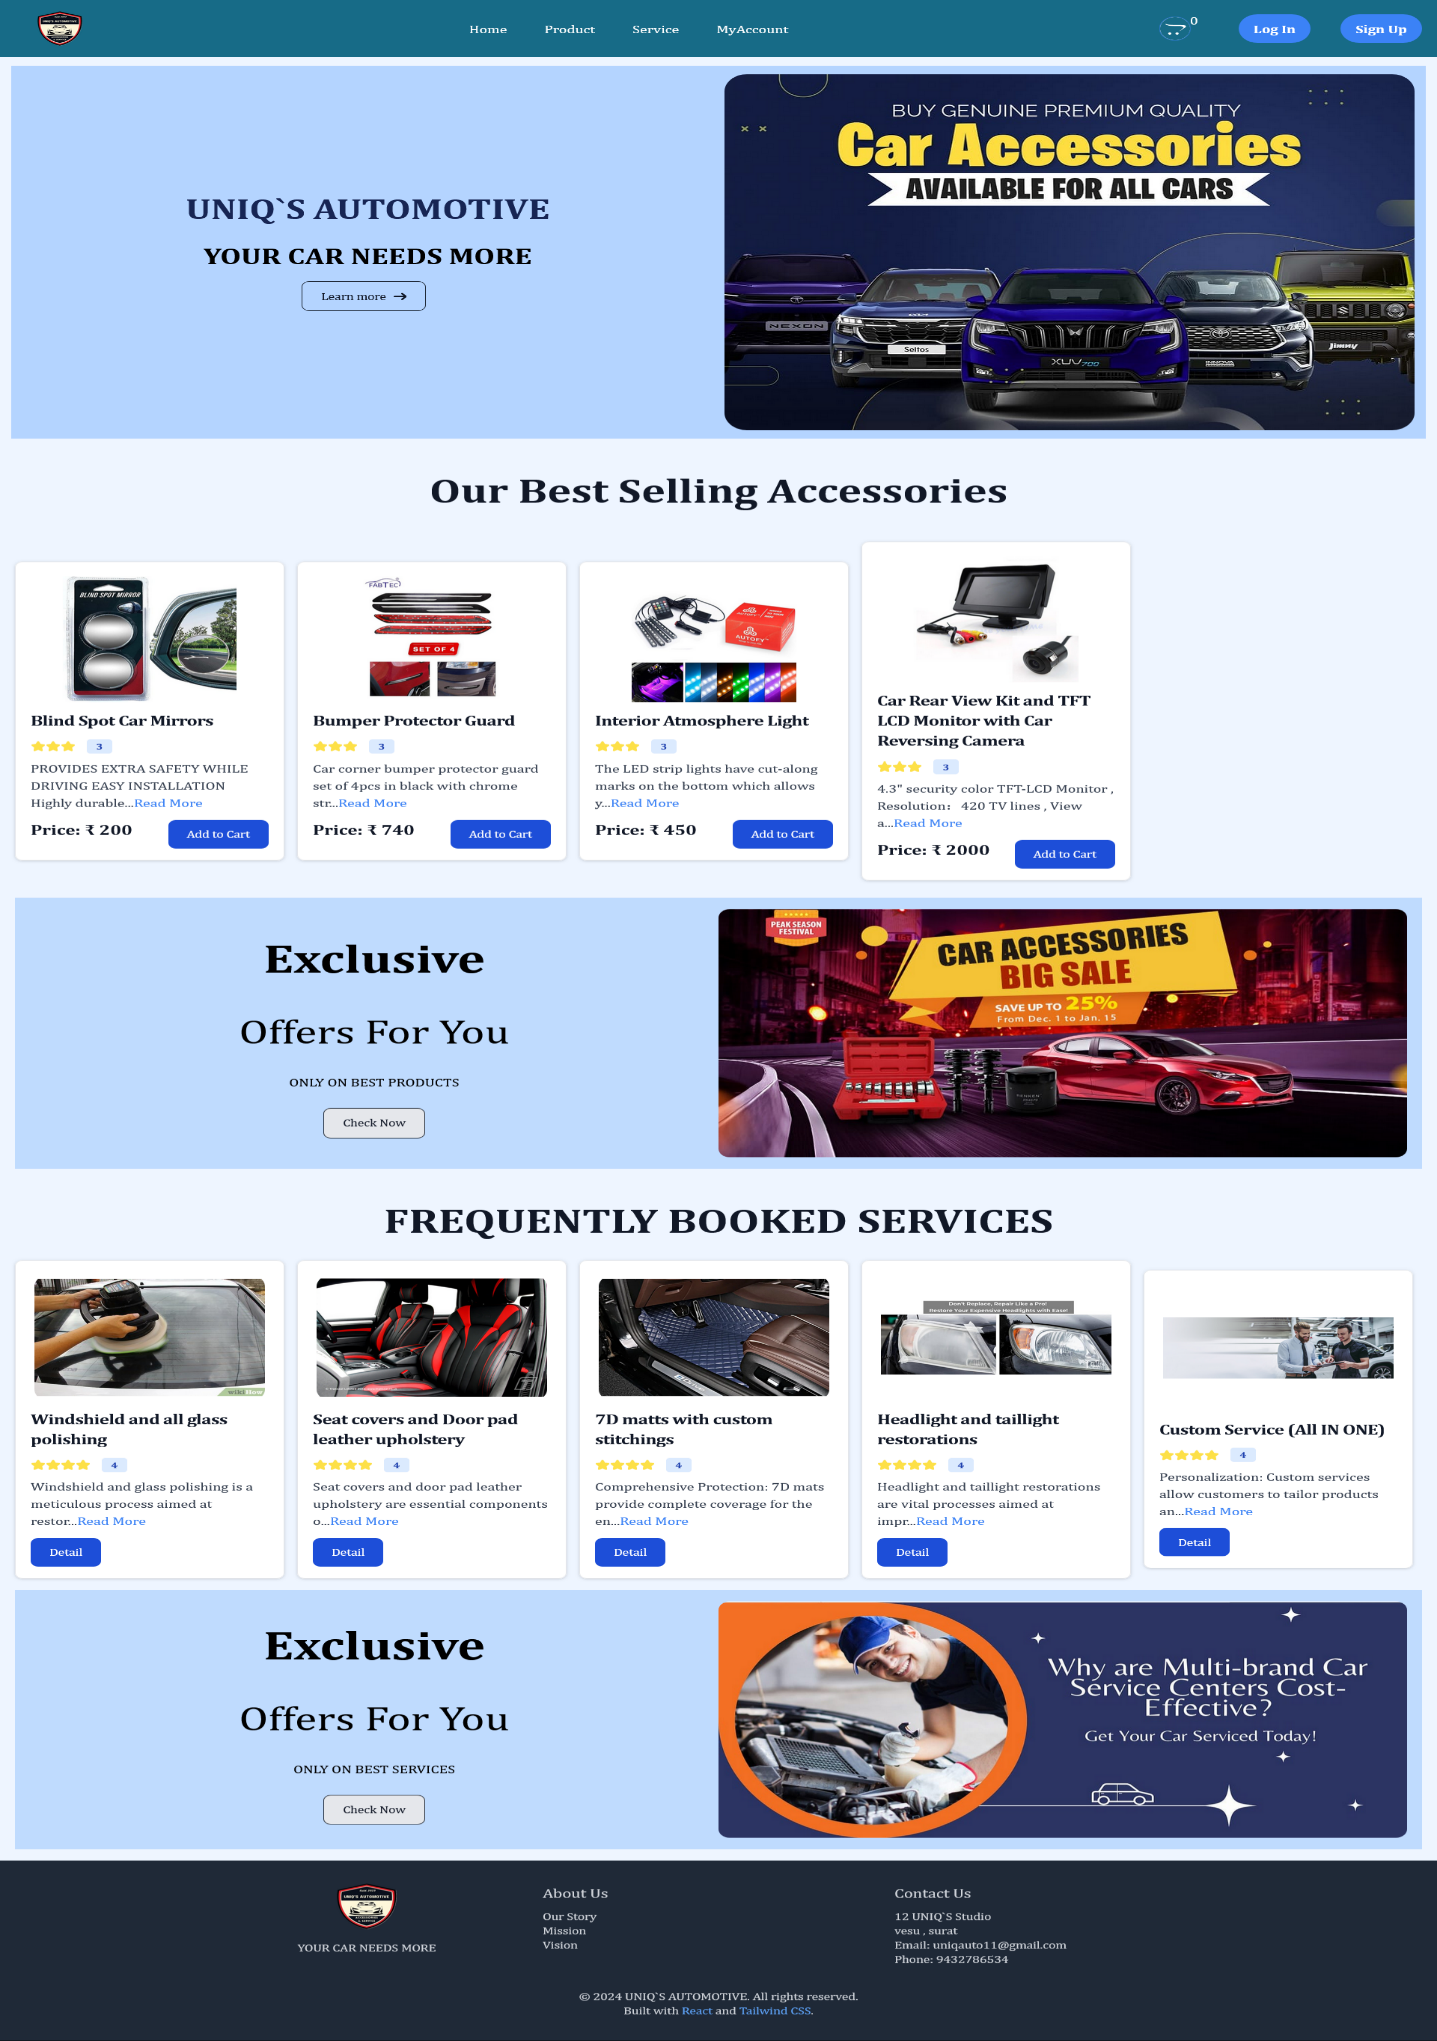 Home Product Service MyAccount 0 Log In Sign Up
UNIQ`S AUTOMOTIVE
YOUR CAR NEEDS MORE
Learn more →
BUY GENUINE PREMIUM QUALITY
Car Accessories
AVAILABLE FOR ALL CARS
NEXON
KIA
Seltos
XUV700
INNOVA
Jimny
Our Best Selling Accessories
BLIND SPOT MIRROR
Blind Spot Car Mirrors
3
PROVIDES EXTRA SAFETY WHILE
DRIVING EASY INSTALLATION
Highly durable...Read More
Price: ₹ 200 Add to Cart
FABTEC
SET OF 4
Bumper Protector Guard
3
Car corner bumper protector guard
set of 4pcs in black with chrome
str...Read More
Price: ₹ 740 Add to Cart
AUTOFY
Interior Atmosphere Light
3
The LED strip lights have cut-along
marks on the bottom which allows
y...Read More
Price: ₹ 450 Add to Cart
Car Rear View Kit and TFT
LCD Monitor with Car
Reversing Camera
3
4.3" security color TFT-LCD Monitor ,
Resolution： 420 TV lines , View
a...Read More
Price: ₹ 2000 Add to Cart
Exclusive
Offers For You
ONLY ON BEST PRODUCTS
Check Now
PEAK SEASON
FESTIVAL
CAR ACCESSORIES
BIG SALE
SAVE UP TO 25%
From Dec. 1 to Jan. 15
FREQUENTLY BOOKED SERVICES
wikiHow
Windshield and all glass
polishing
4
Windshield and glass polishing is a
meticulous process aimed at
restor...Read More
Detail
Seat covers and Door pad
leather upholstery
4
Seat covers and door pad leather
upholstery are essential components
o...Read More
Detail
7D matts with custom
stitchings
4
Comprehensive Protection: 7D mats
provide complete coverage for the
en...Read More
Detail
Don't Replace, Repair Like a Pro!
Restore Your Expensive Headlights with Ease!
Headlight and taillight
restorations
4
Headlight and taillight restorations
are vital processes aimed at
impr...Read More
Detail
Custom Service (All IN ONE)
4
Personalization: Custom services
allow customers to tailor products
an...Read More
Detail
Exclusive
Offers For You
ONLY ON BEST SERVICES
Check Now
Why are Multi-brand Car
Service Centers Cost-
Effective?
Get Your Car Serviced Today!
UNIQ'S AUTOMOTIVE
YOUR CAR NEEDS MORE
About Us
Our Story
Mission
Vision
Contact Us
12 UNIQ`S Studio
vesu , surat
Email: uniqauto11@gmail.com
Phone: 9432786534
© 2024 UNIQ`S AUTOMOTIVE. All rights reserved.
Built with React and Tailwind CSS.